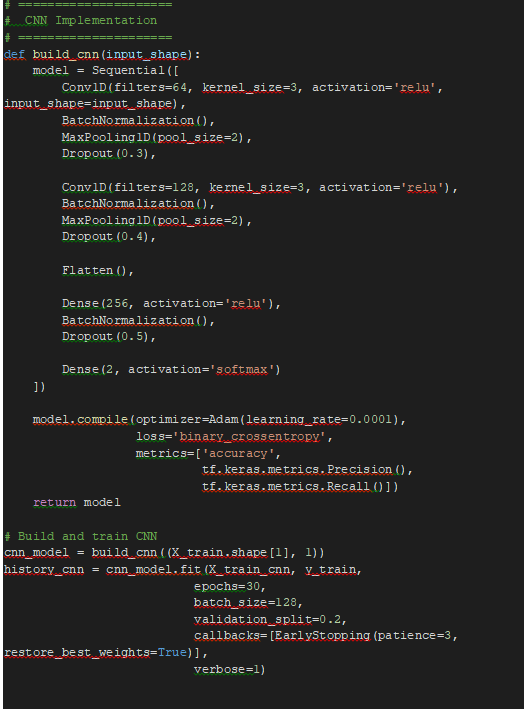 # =====================
#  CNN Implementation
# =====================
def build_cnn(input_shape):
    model = Sequential([
        Conv1D(filters=64, kernel_size=3, activation='relu',
input_shape=input_shape),
        BatchNormalization(),
        MaxPooling1D(pool_size=2),
        Dropout(0.3),

        Conv1D(filters=128, kernel_size=3, activation='relu'),
        BatchNormalization(),
        MaxPooling1D(pool_size=2),
        Dropout(0.4),

        Flatten(),

        Dense(256, activation='relu'),
        BatchNormalization(),
        Dropout(0.5),

        Dense(2, activation='softmax')
    ])

    model.compile(optimizer=Adam(learning_rate=0.0001),
                  loss='binary_crossentropy',
                  metrics=['accuracy',
                           tf.keras.metrics.Precision(),
                           tf.keras.metrics.Recall()])
    return model

# Build and train CNN
cnn_model = build_cnn((X_train.shape[1], 1))
history_cnn = cnn_model.fit(X_train_cnn, y_train,
                          epochs=30,
                          batch_size=128,
                          validation_split=0.2,
                          callbacks=[EarlyStopping(patience=3,
restore_best_weights=True)],
                          verbose=1)